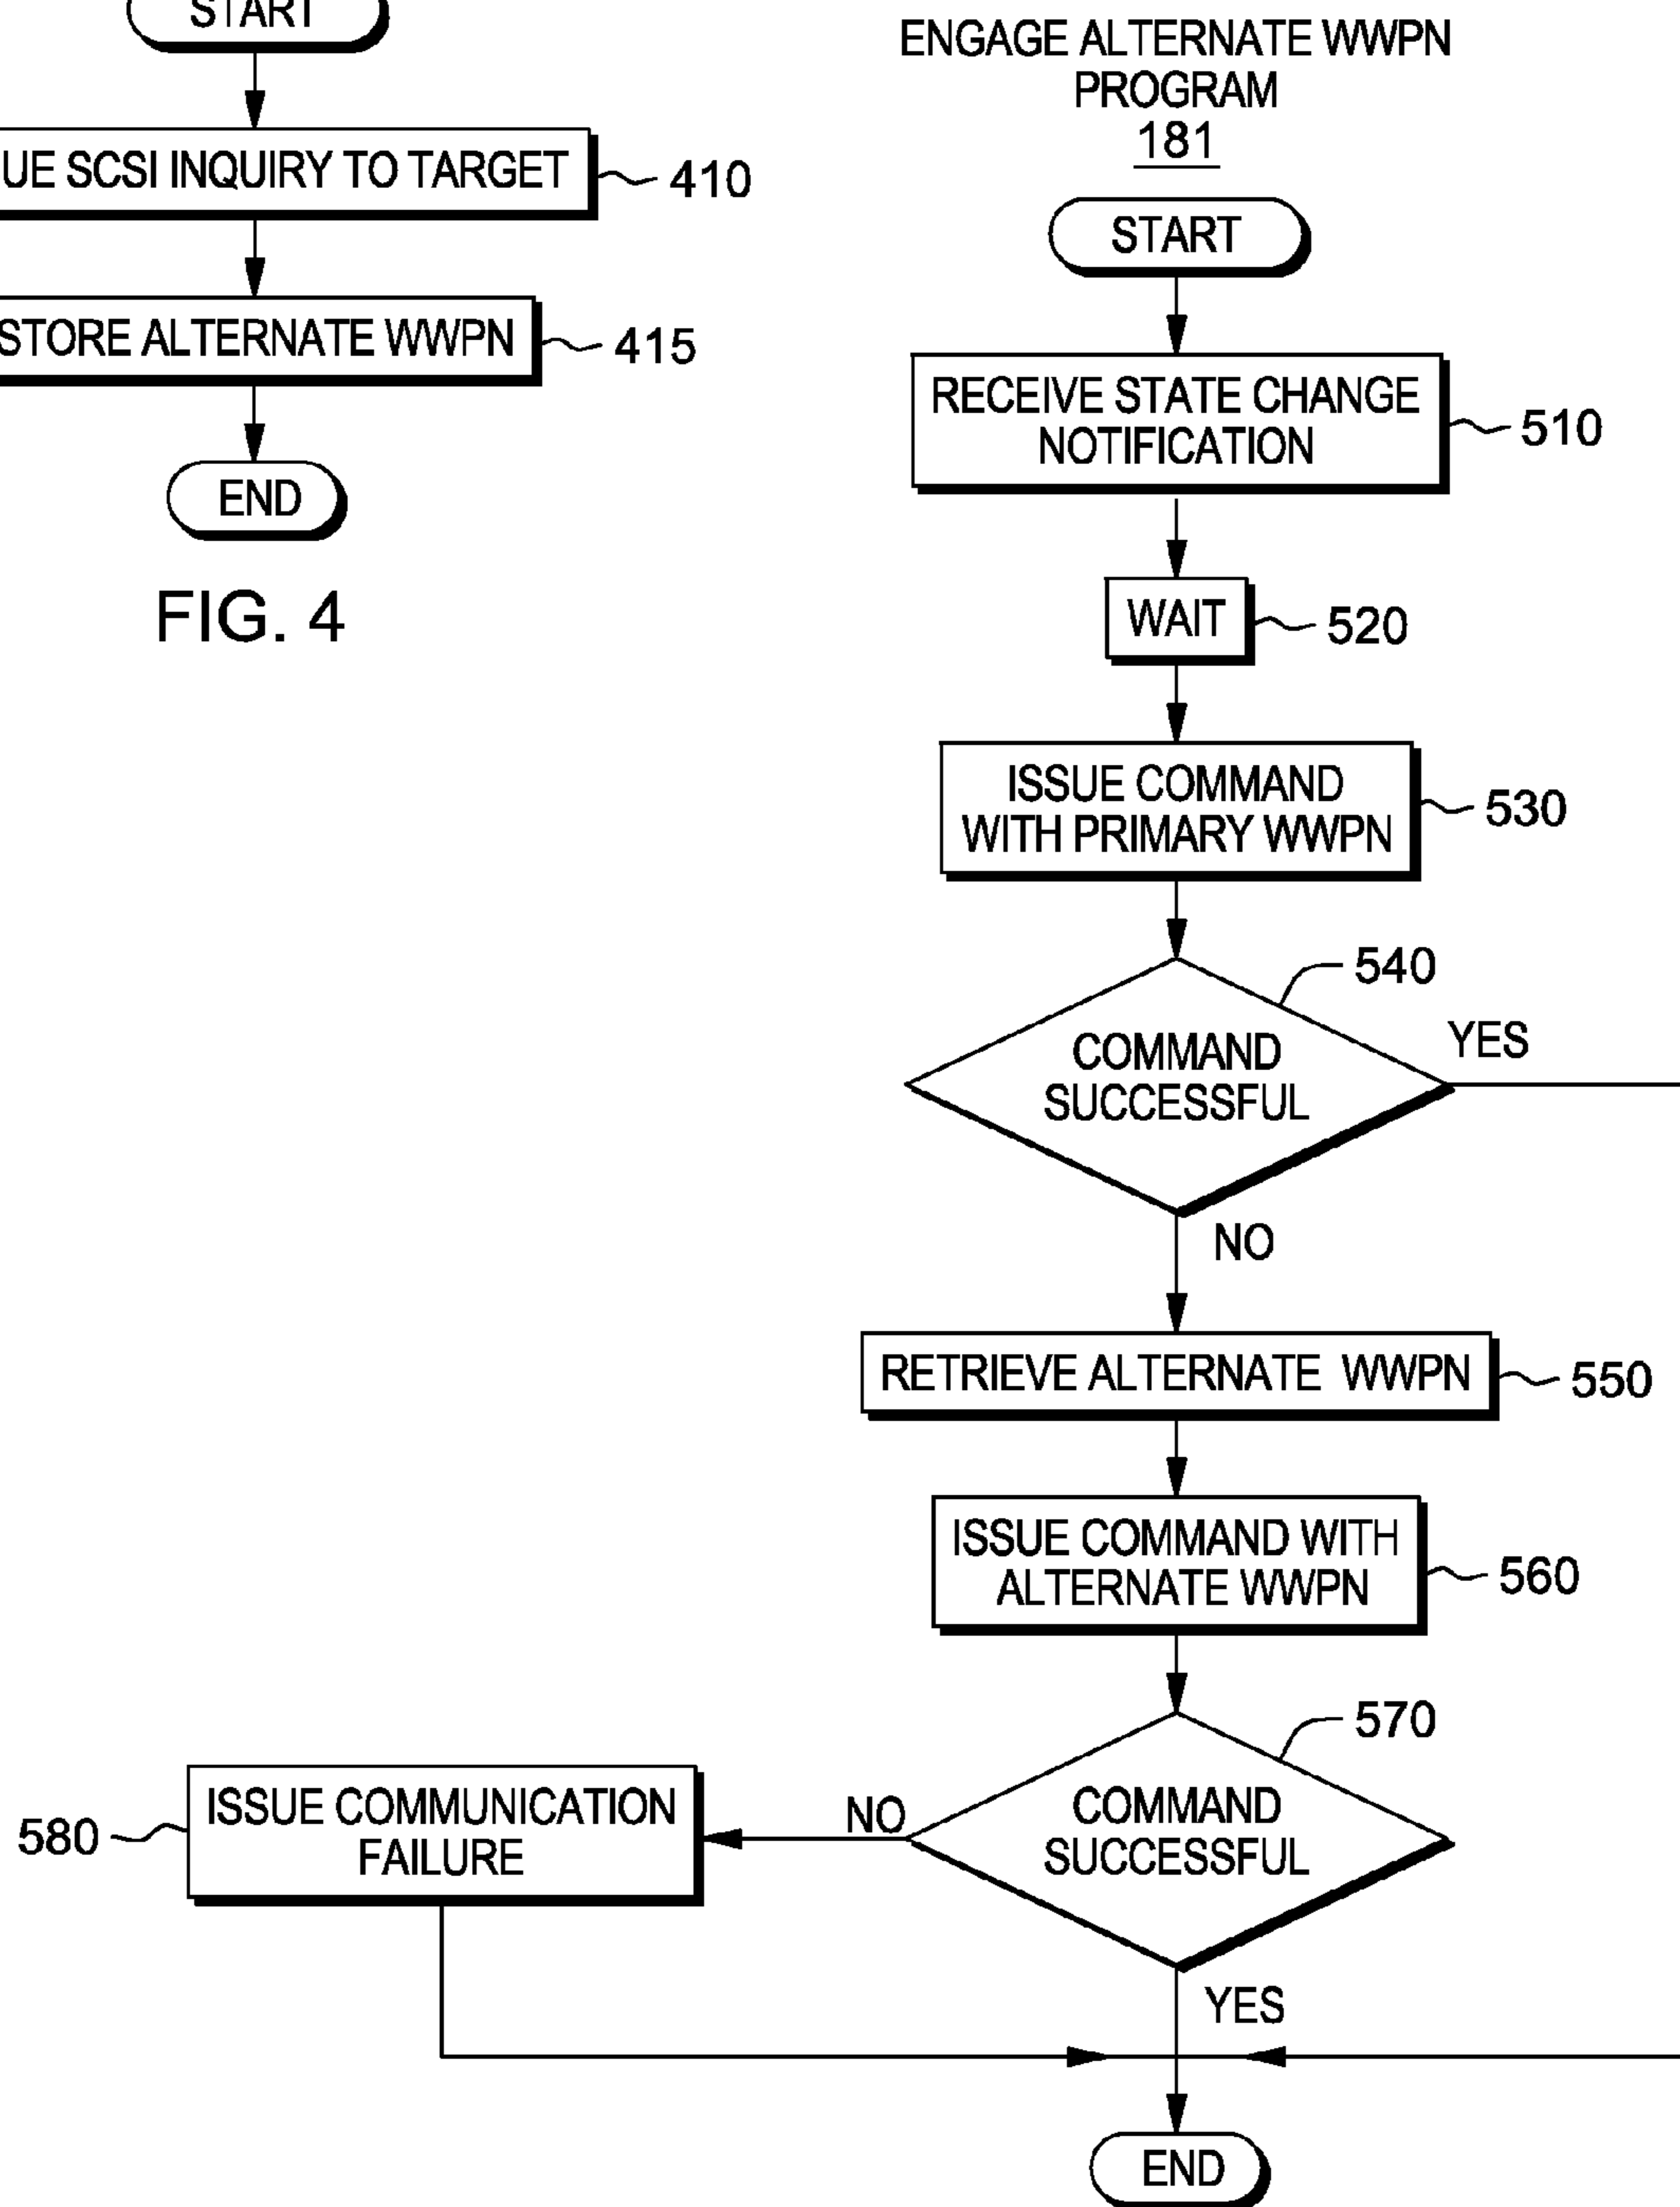 START
UE SCSI INQUIRY TO TARGET
410
STORE ALTERNATE WWPN
415
END
FIG. 4
ENGAGE ALTERNATE WWPN
PROGRAM
181
START
RECEIVE STATE CHANGE
NOTIFICATION
510
WAIT
520
ISSUE COMMAND
WITH PRIMARY WWPN
530
540
COMMAND
SUCCESSFUL
YES
NO
RETRIEVE ALTERNATE WWPN
550
ISSUE COMMAND WITH
ALTERNATE WWPN
560
570
COMMAND
SUCCESSFUL
NO
ISSUE COMMUNICATION
FAILURE
580
YES
END